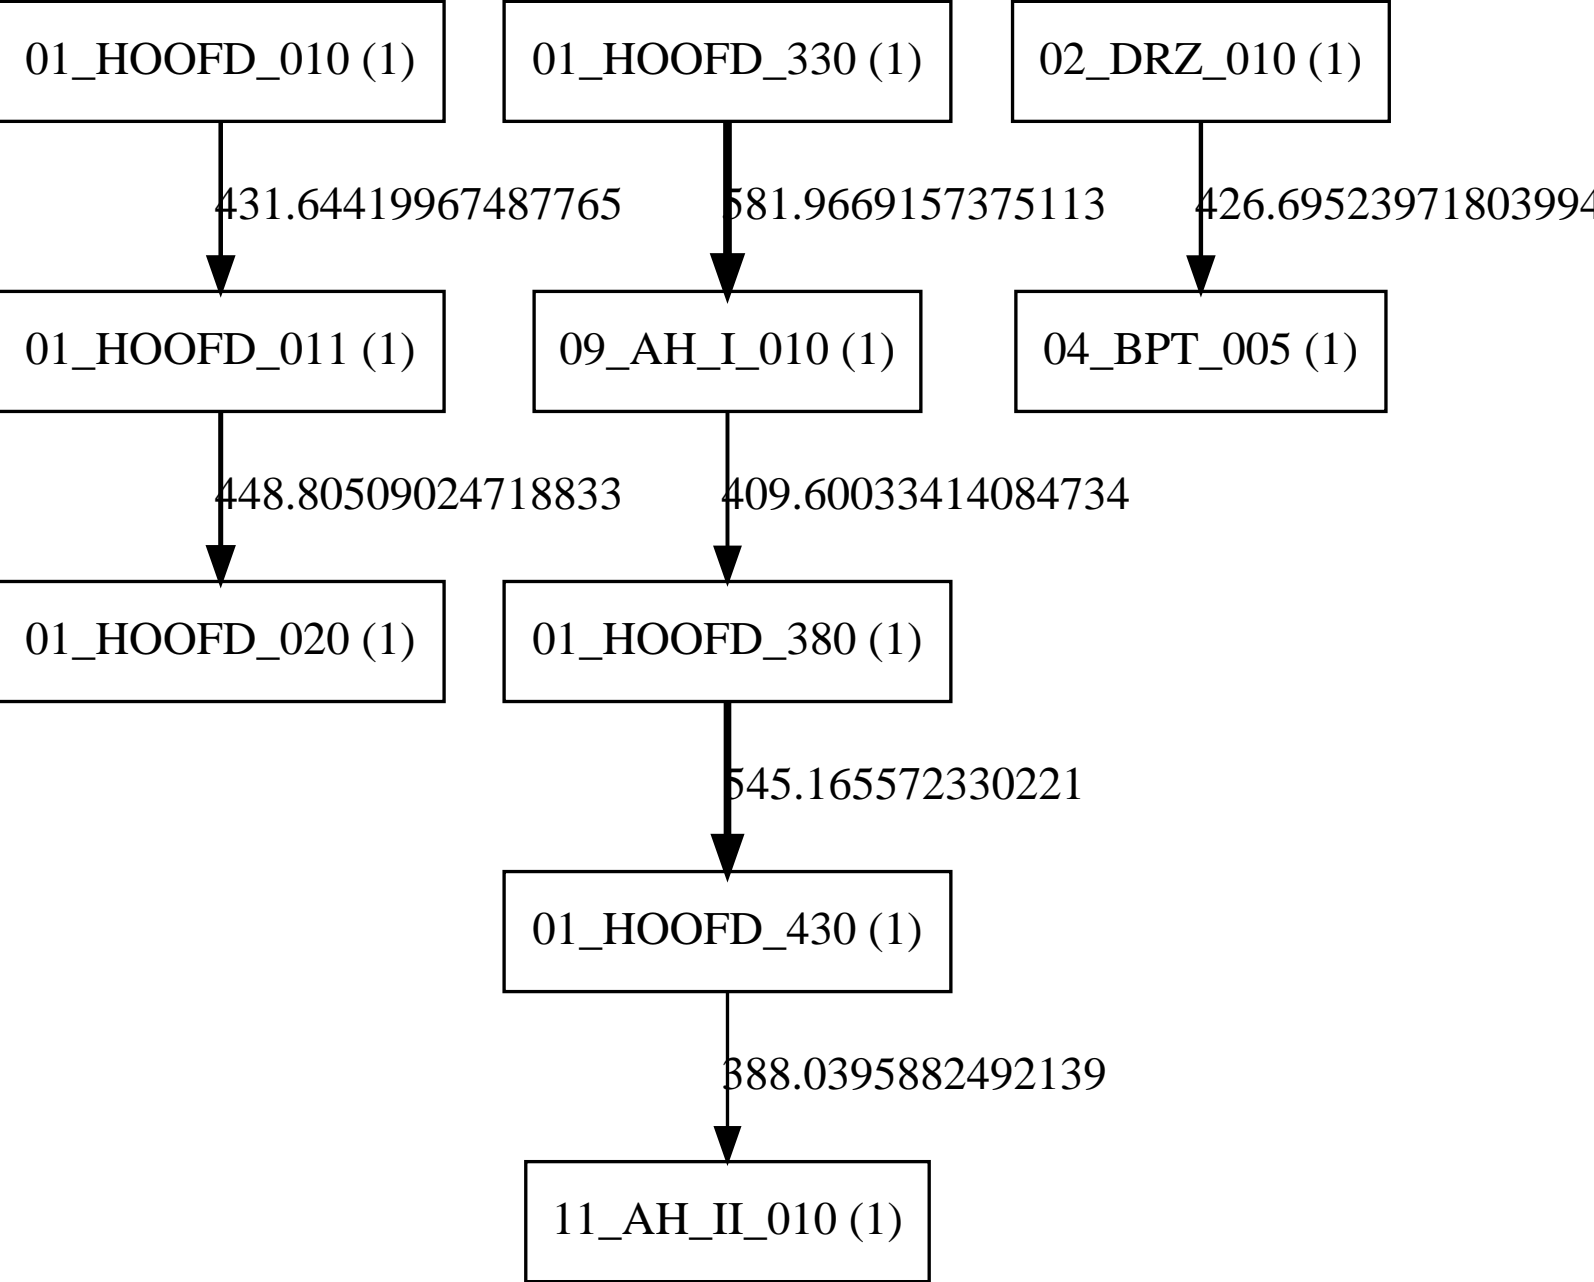 01_HOOFD_010 (1)
01_HOOFD_330 (1)
02_DRZ_010 (1)
431.64419967487765
581.9669157375113
426.69523971803994
01_HOOFD_011 (1)
09_AH_I_010 (1)
04_BPT_005 (1)
448.80509024718833
409.60033414084734
01_HOOFD_020 (1)
01_HOOFD_380 (1)
545.165572330221
01_HOOFD_430 (1)
388.0395882492139
11_AH_II_010 (1)